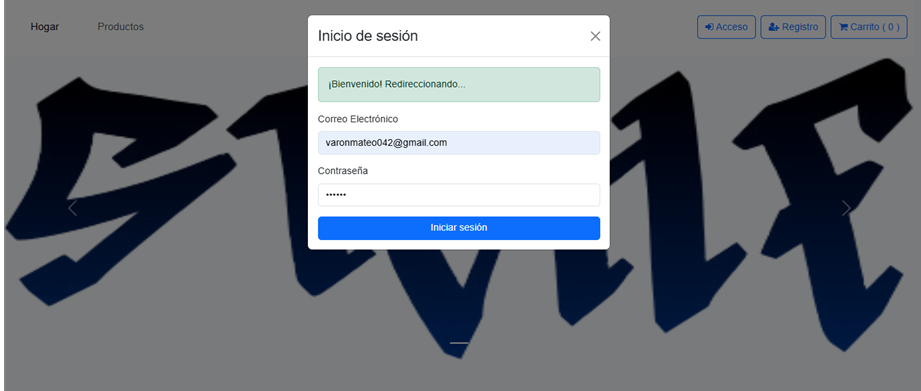 Hogar Productos Acceso Registro Carrito ( 0 )
Inicio de sesión
¡Bienvenido! Redireccionando...
Correo Electrónico
varonmateo042@gmail.com
Contraseña
••••••
Iniciar sesión